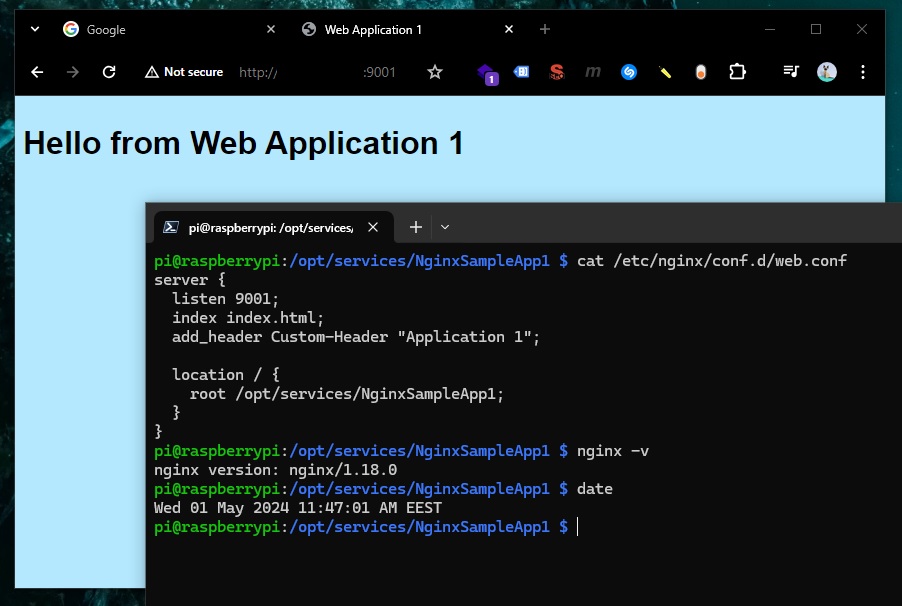 Google
Web Application 1
Not secure http:// :9001
1
Hello from Web Application 1
pi@raspberrypi: /opt/services/
pi@raspberrypi:/opt/services/NginxSampleApp1 $ cat /etc/nginx/conf.d/web.conf
server {
  listen 9001;
  index index.html;
  add_header Custom-Header "Application 1";

  location / {
    root /opt/services/NginxSampleApp1;
  }
}
pi@raspberrypi:/opt/services/NginxSampleApp1 $ nginx -v
nginx version: nginx/1.18.0
pi@raspberrypi:/opt/services/NginxSampleApp1 $ date
Wed 01 May 2024 11:47:01 AM EEST
pi@raspberrypi:/opt/services/NginxSampleApp1 $